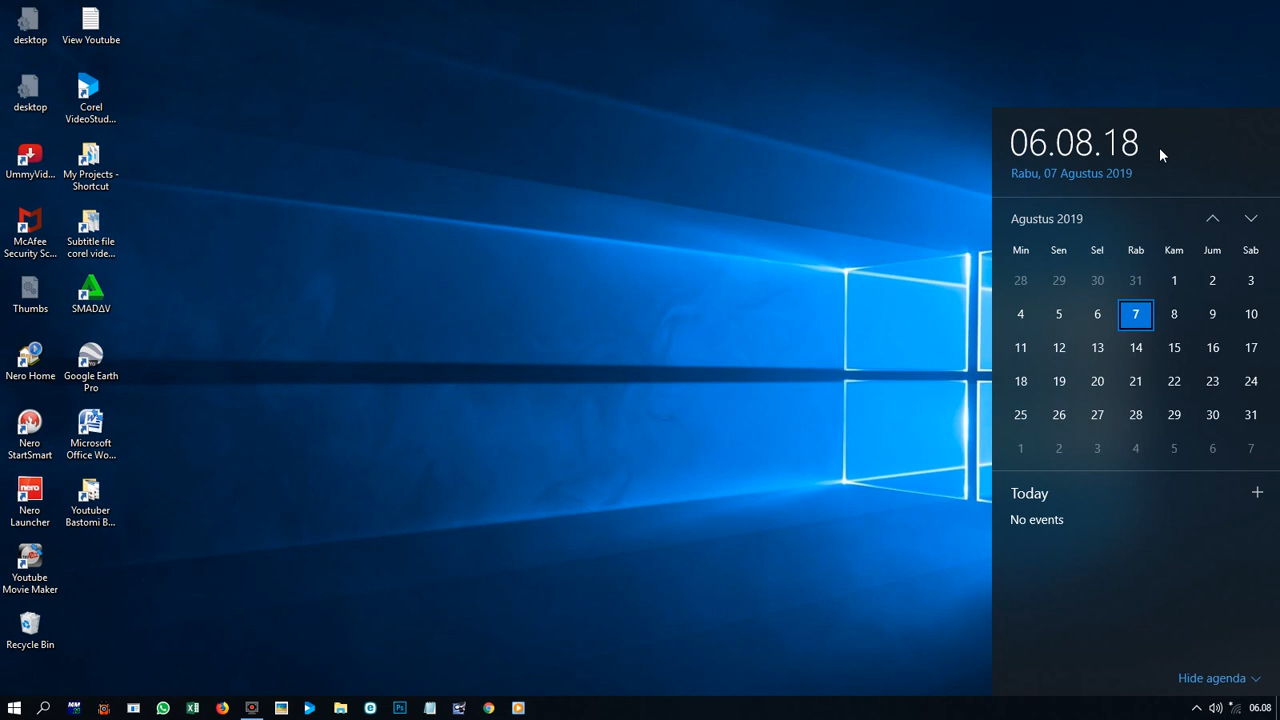 desktop
View Youtube
desktop
Corel
VideoStud...
UmmyVid...
My Projects -
Shortcut
McAfee
Security Sc...
Subtitle file
corel vide...
Thumbs
SMADΔV
Nero Home
Google Earth
Pro
Nero
StartSmart
Microsoft
Office Wo...
nero
Nero
Launcher
Youtuber
Bastomi B...
Youtube
Movie Maker
Recycle Bin
06.08.18
Rabu, 07 Agustus 2019
Agustus 2019
Min Sen Sel Rab Kam Jum Sab
28 29 30 31 1 2 3
4 5 6 7 8 9 10
11 12 13 14 15 16 17
18 19 20 21 22 23 24
25 26 27 28 29 30 31
1 2 3 4 5 6 7
Today
No events
Hide agenda
Ps
06.08